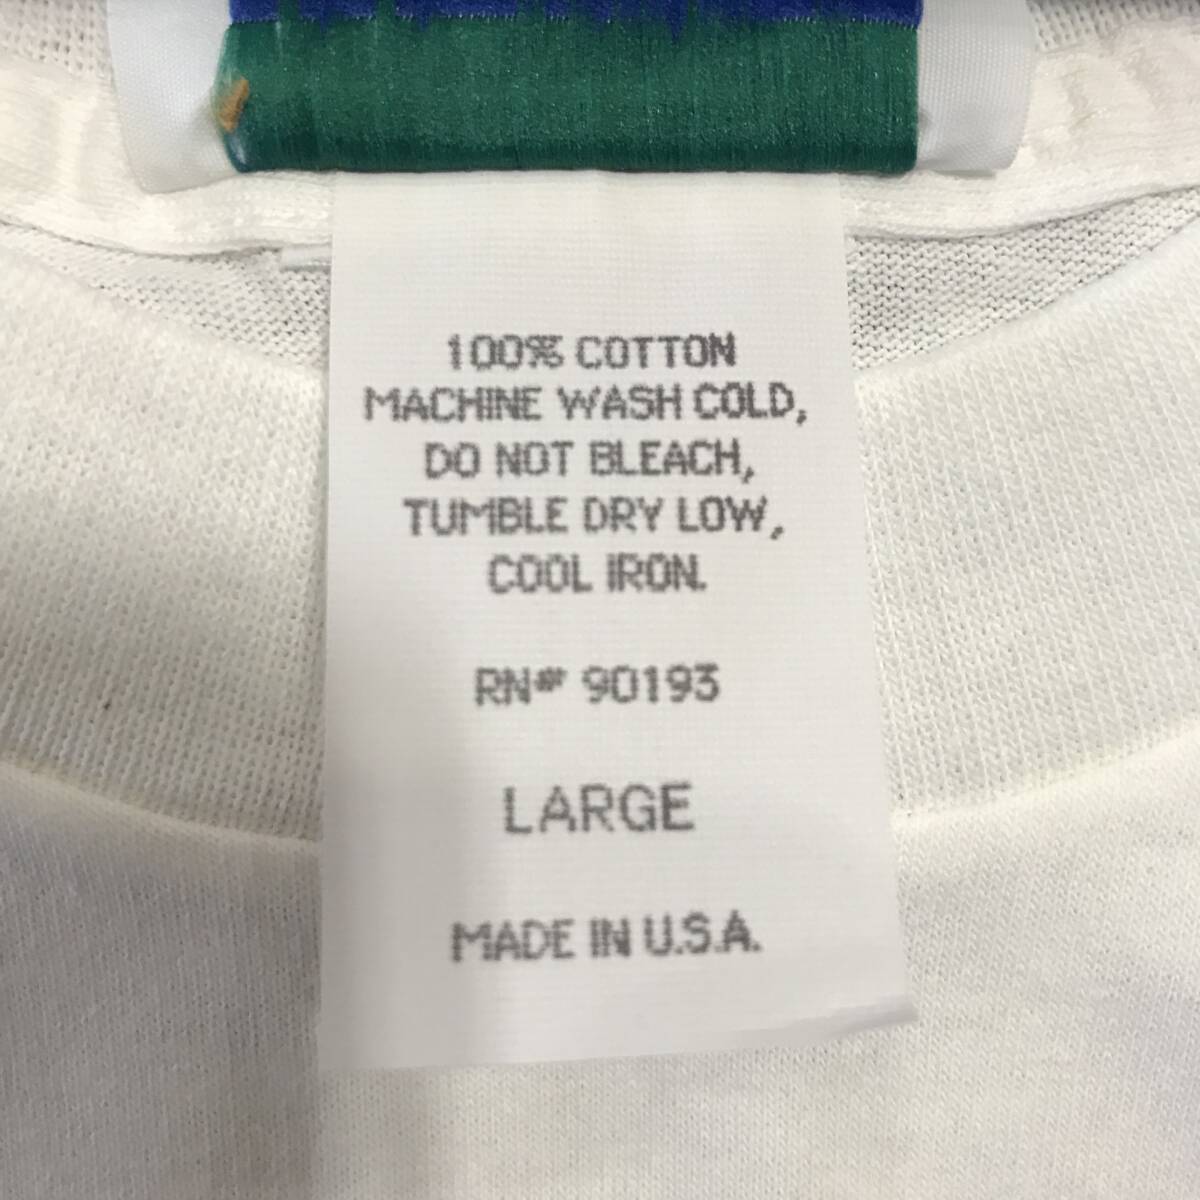 100% COTTON
MACHINE WASH COLD,
DO NOT BLEACH,
TUMBLE DRY LOW,
COOL IRON.
RN# 90193
LARGE
MADE IN U.S.A.